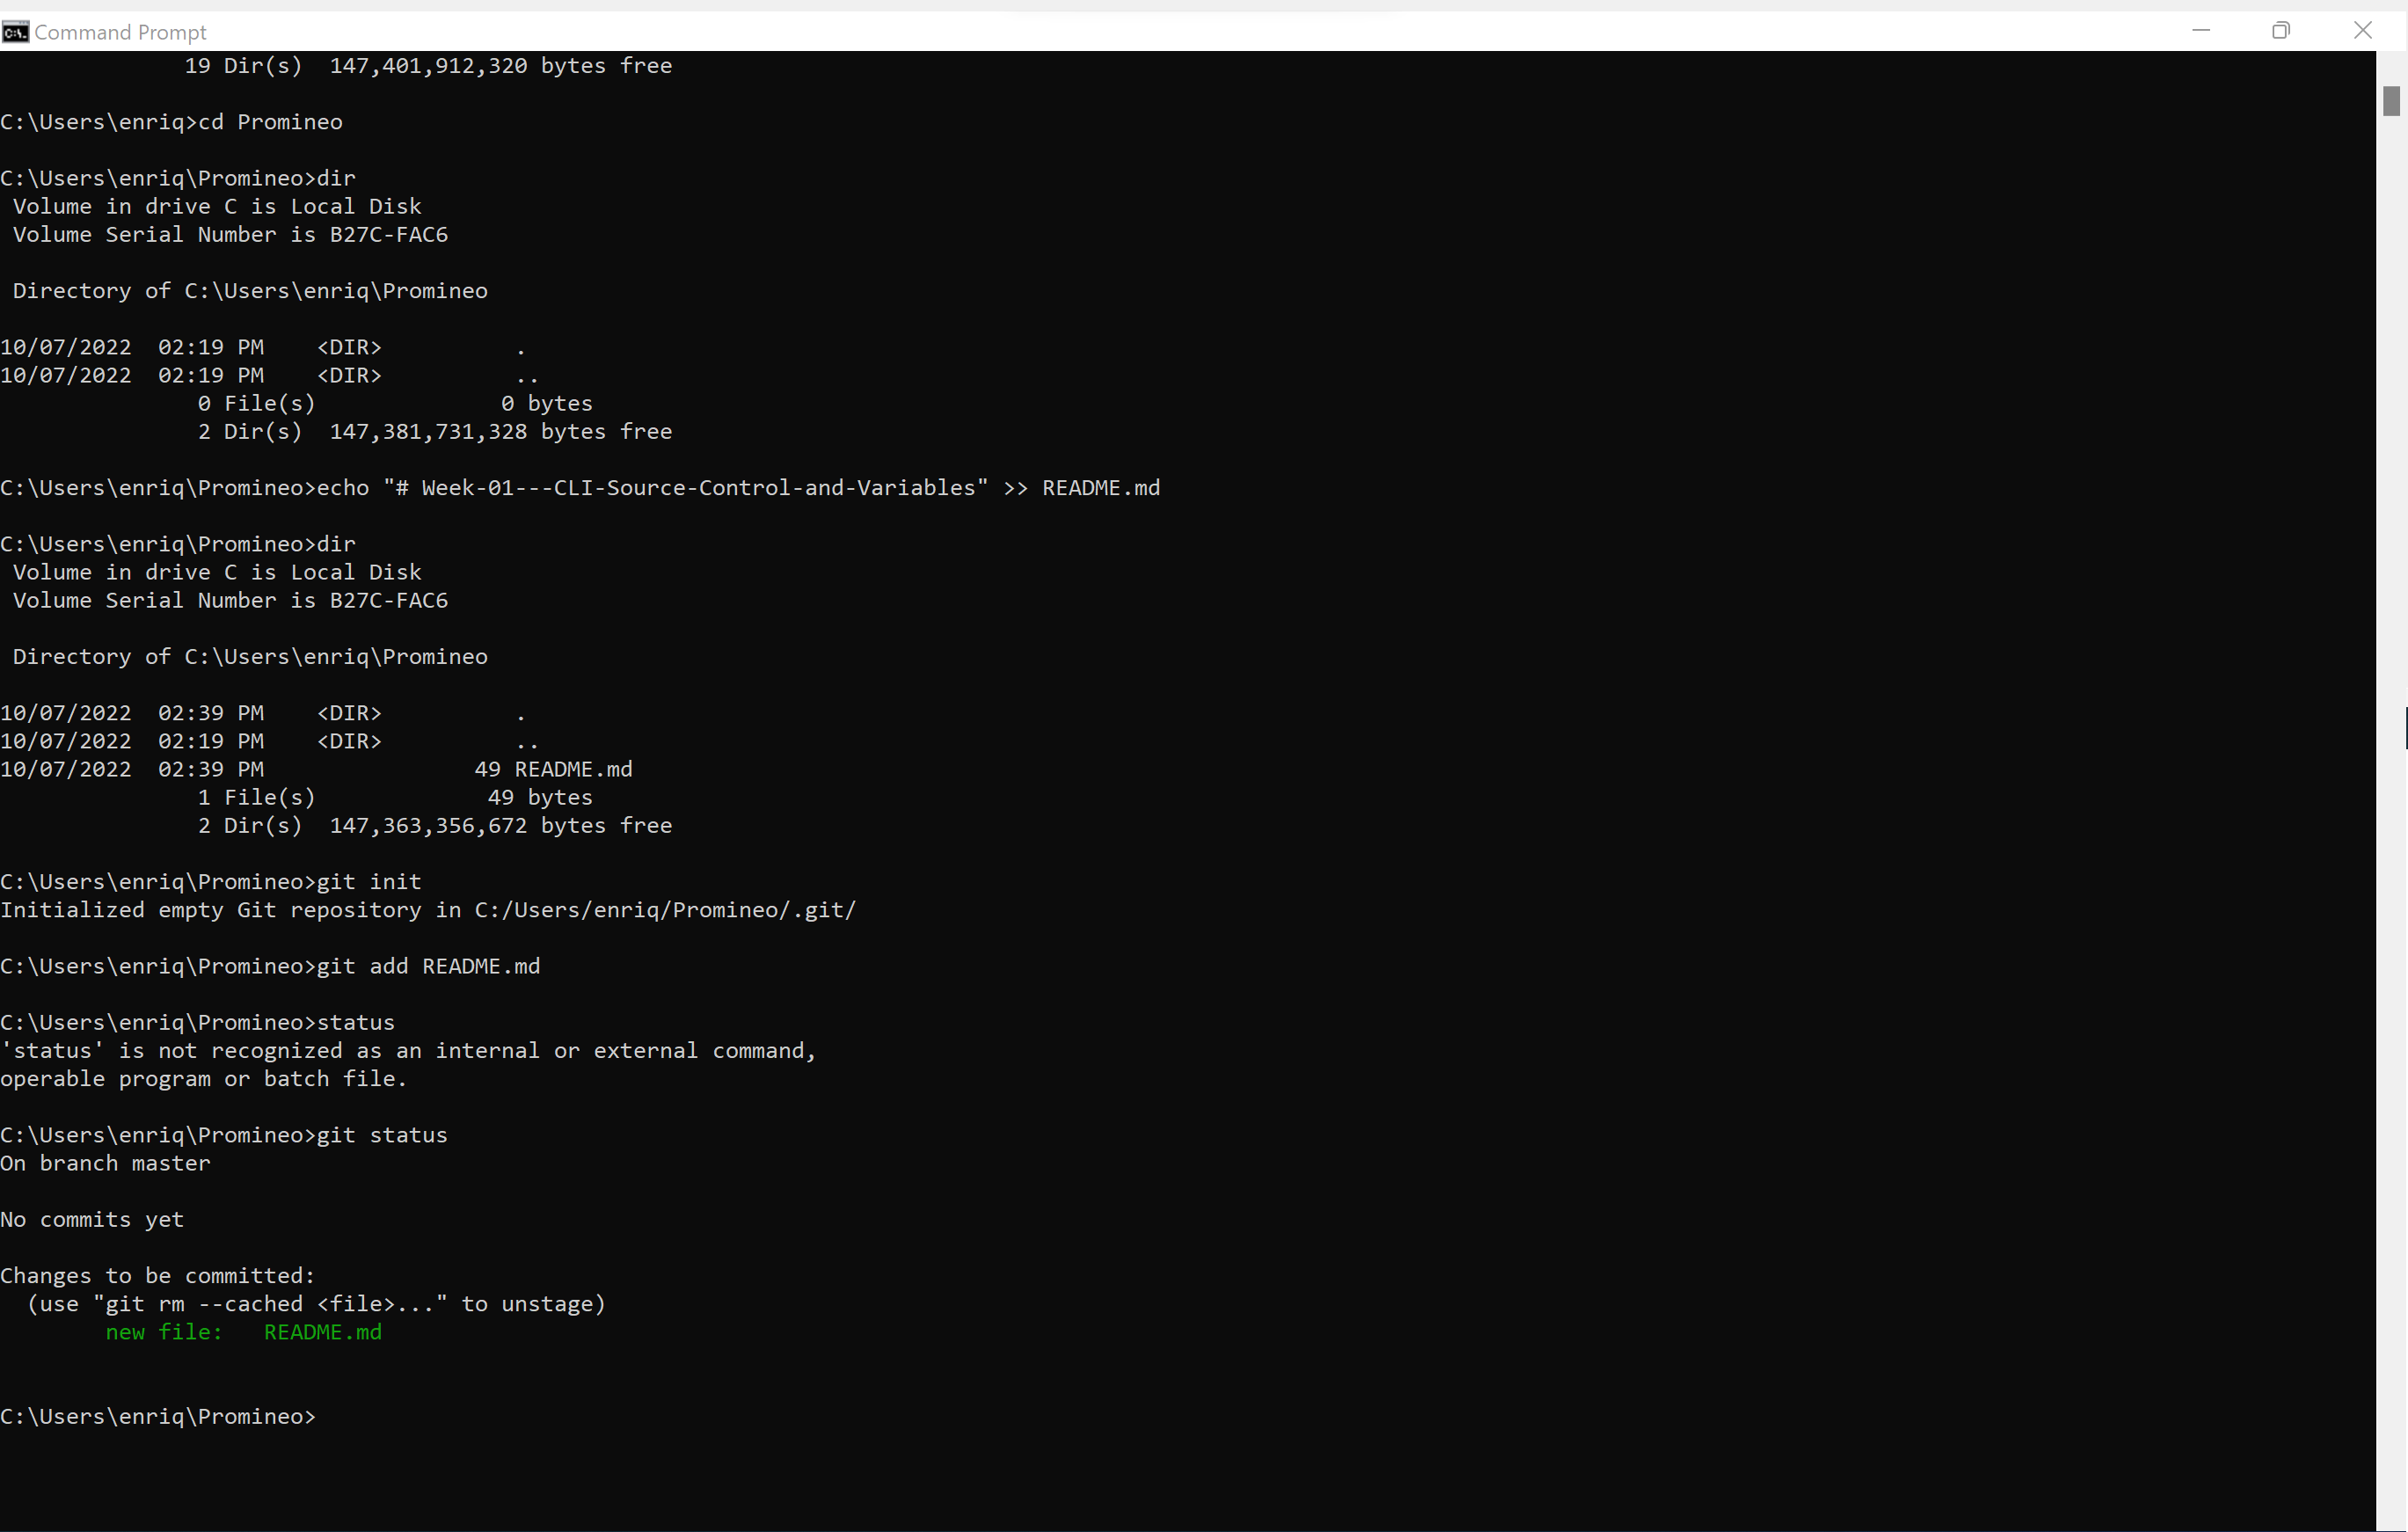 Command Prompt
19 Dir(s)  147,401,912,320 bytes free
C:\Users\enriq>cd Promineo
C:\Users\enriq\Promineo>dir
Volume in drive C is Local Disk
Volume Serial Number is B27C-FAC6
Directory of C:\Users\enriq\Promineo
10/07/2022  02:19 PM    <DIR>          .
10/07/2022  02:19 PM    <DIR>          ..
0 File(s)              0 bytes
2 Dir(s)  147,381,731,328 bytes free
C:\Users\enriq\Promineo>echo "# Week-01---CLI-Source-Control-and-Variables" >> README.md
C:\Users\enriq\Promineo>dir
Volume in drive C is Local Disk
Volume Serial Number is B27C-FAC6
Directory of C:\Users\enriq\Promineo
10/07/2022  02:39 PM    <DIR>          .
10/07/2022  02:19 PM    <DIR>          ..
10/07/2022  02:39 PM                49 README.md
1 File(s)             49 bytes
2 Dir(s)  147,363,356,672 bytes free
C:\Users\enriq\Promineo>git init
Initialized empty Git repository in C:/Users/enriq/Promineo/.git/
C:\Users\enriq\Promineo>git add README.md
C:\Users\enriq\Promineo>status
'status' is not recognized as an internal or external command,
operable program or batch file.
C:\Users\enriq\Promineo>git status
On branch master
No commits yet
Changes to be committed:
(use "git rm --cached <file>..." to unstage)
new file:   README.md
C:\Users\enriq\Promineo>